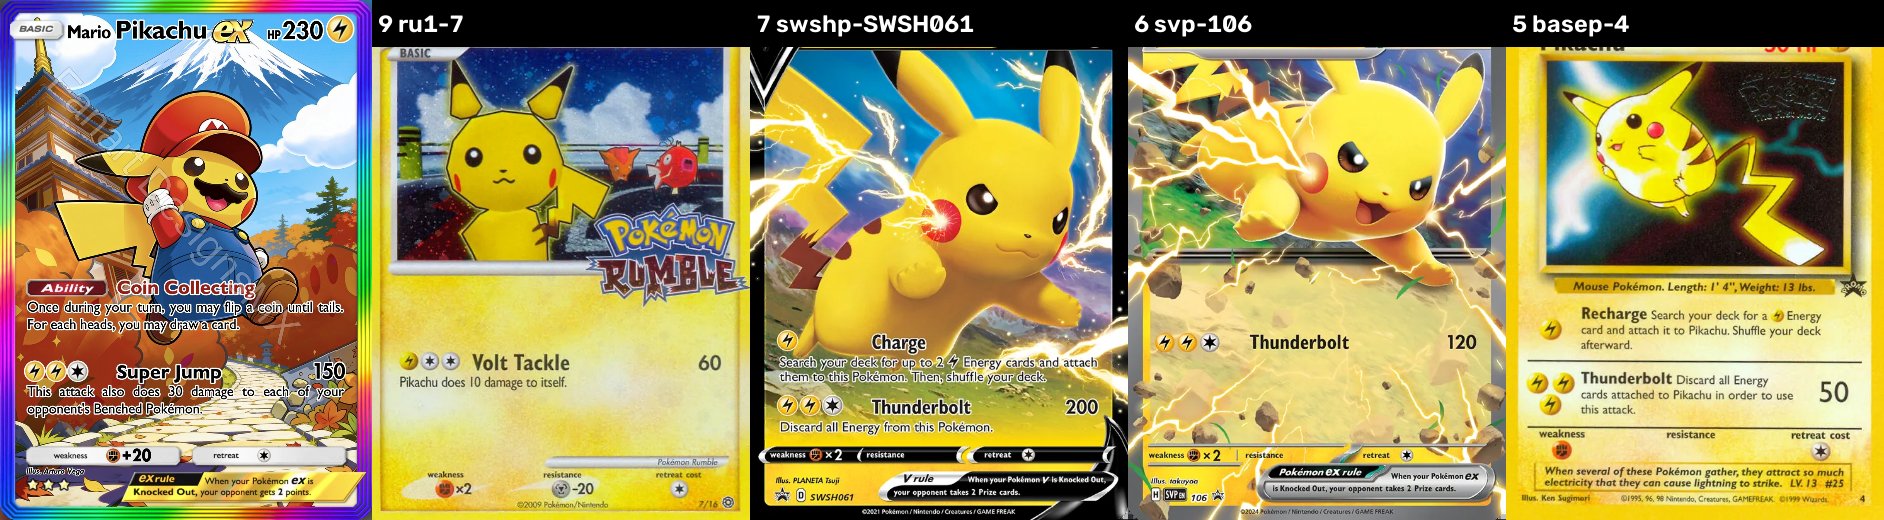 BASIC Mario Pikachu ex HP 230
Fanart
SignsniX
Ability Coin Collecting
Once during your turn, you may flip a coin until tails.
For each heads, you may draw a card.
Super Jump 150
This attack also does 30 damage to each of your
opponent's Benched Pokémon.
weakness +20 retreat
Illus. Arturo Vega
ex rule When your Pokémon ex is
Knocked Out, your opponent gets 2 points.
9 ru1-7
BASIC
POKéMON
RUMBLE
Volt Tackle 60
Pikachu does 10 damage to itself.
Pokémon Rumble
weakness resistance retreat cost
×2 -20
©2009 Pokémon/Nintendo 7/16
7 swshp-SWSH061
Charge
Search your deck for up to 2 Energy cards and attach
them to this Pokémon. Then, shuffle your deck.
Thunderbolt 200
Discard all Energy from this Pokémon.
weakness ×2 resistance retreat
Illus. PLANETA Tsuji
V rule When your Pokémon V is Knocked Out,
your opponent takes 2 Prize cards.
D SWSH061
©2021 Pokémon / Nintendo / Creatures / GAME FREAK
6 svp-106
Thunderbolt 120
weakness ×2 resistance retreat
Illus. takuyoa
Pokémon ex rule When your Pokémon ex
is Knocked Out, your opponent takes 2 Prize cards.
H SVP EN 106
©2024 Pokémon / Nintendo / Creatures / GAME FREAK
5 basep-4
Pikachu 50 HP
Pokémon
The First Movie
Mouse Pokémon. Length: 1' 4", Weight: 13 lbs.
PROMO
Recharge Search your deck for a Energy
card and attach it to Pikachu. Shuffle your deck
afterward.
Thunderbolt Discard all Energy
cards attached to Pikachu in order to use
this attack.
50
weakness resistance retreat cost
When several of these Pokémon gather, they attract so much
electricity that they can cause lightning to strike. LV. 13 #25
Illus. Ken Sugimori ©1995, 96, 98 Nintendo, Creatures, GAMEFREAK. ©1999 Wizards. 4